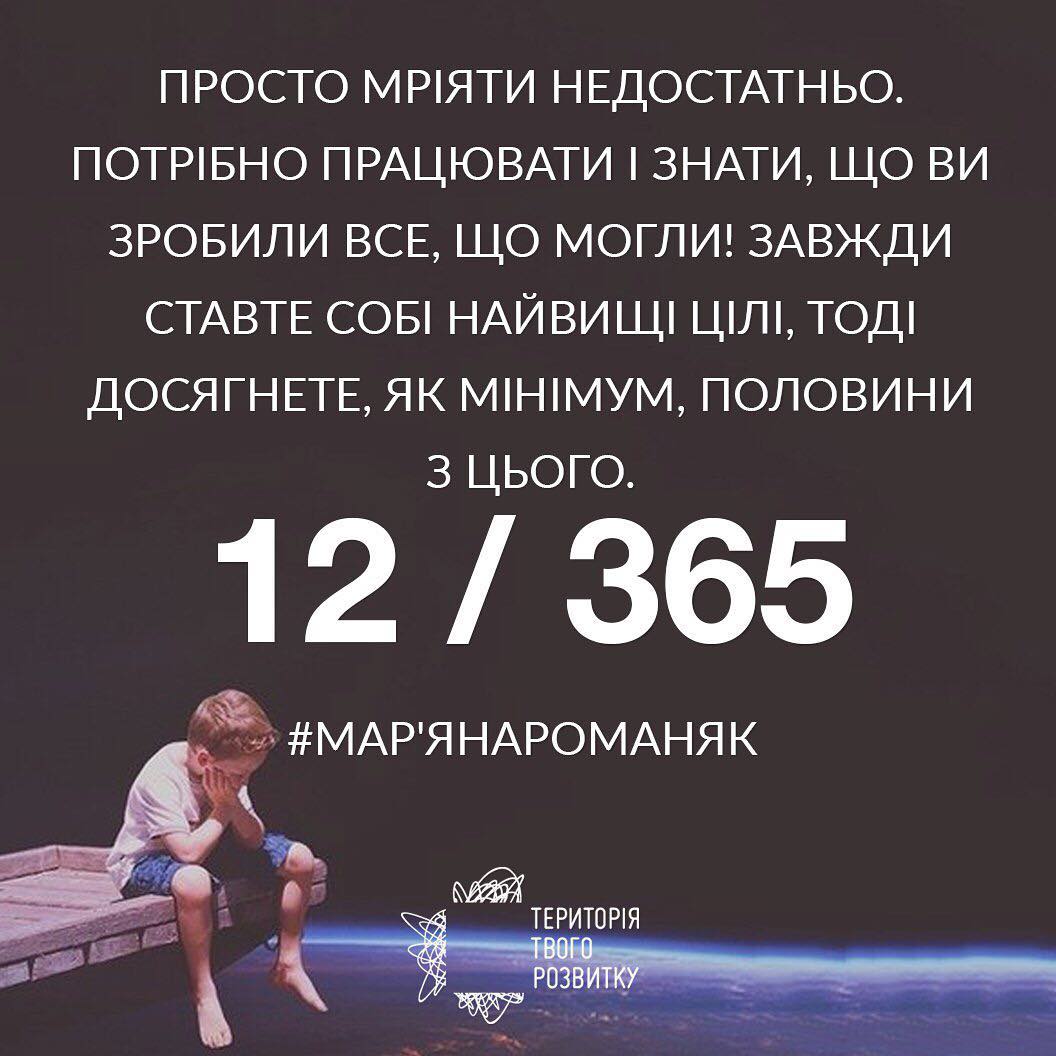 ПРОСТО МРІЯТИ НЕДОСТАТНЬО.
ПОТРІБНО ПРАЦЮВАТИ І ЗНАТИ, ЩО ВИ
ЗРОБИЛИ ВСЕ, ЩО МОГЛИ! ЗАВЖДИ
СТАВТЕ СОБІ НАЙВИЩІ ЦІЛІ, ТОДІ
ДОСЯГНЕТЕ, ЯК МІНІМУМ, ПОЛОВИНИ
З ЦЬОГО.
12 / 365
#МАР'ЯНАРОМАНЯК
ТЕРИТОРІЯ
ТВОГО
РОЗВИТКУ